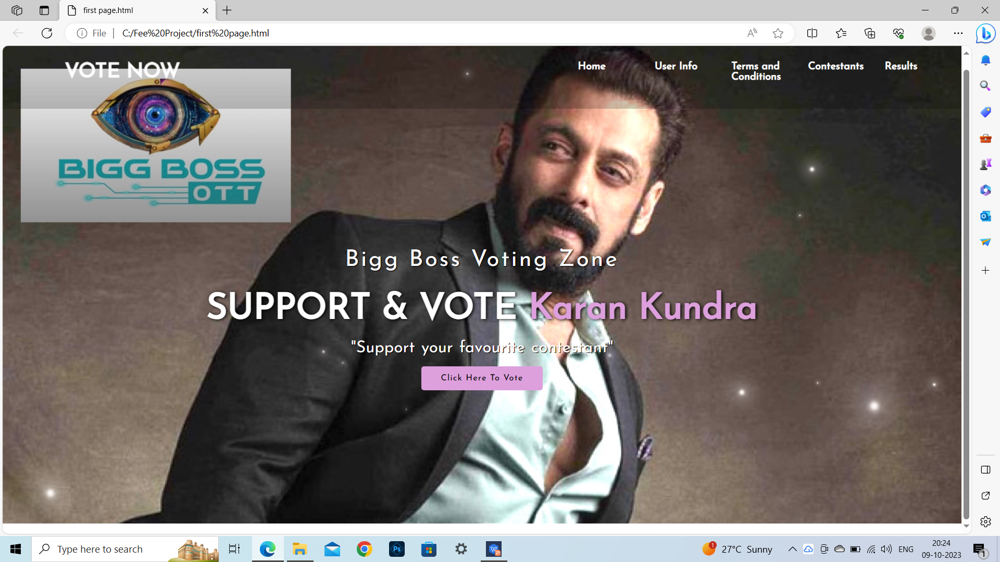 first page.html
File
C:/Fee%20Project/first%20page.html
VOTE NOW
Home
User Info
Terms and
Conditions
Contestants
Results
BIGG BOSS
OTT
Bigg Boss Voting Zone
SUPPORT & VOTE Karan Kundra
"Support your favourite contestant"
Click Here To Vote
Type here to search
Ps
1
27°C Sunny
ENG
20:24
09-10-2023
1